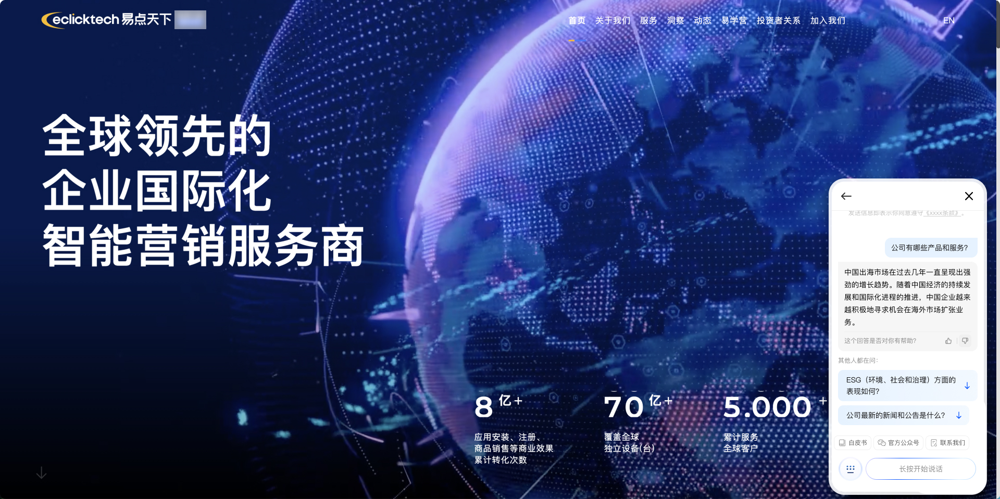 eclicktech 易点天下
首页 关于我们 服务 洞察 动态 易学营 投资者关系 加入我们 EN
全球领先的
企业国际化
智能营销服务商
8 亿+
应用安装、注册、
商品销售等商业效果
累计转化次数
70 亿+
覆盖全球
独立设备(台)
5.000 +
累计服务
全球客户
发送信息即表示你同意遵守《xxxx条款》。
公司有哪些产品和服务?
中国出海市场在过去几年一直呈现出强
劲的增长趋势。随着中国经济的持续发
展和国际化进程的推进，中国企业越来
越积极地寻求机会在海外市场扩张业
务。
这个回答是否对你有帮助?
其他人都在问：
ESG（环境、社会和治理）方面的
表现如何?
公司最新的新闻和公告是什么?
白皮书 官方公众号 联系我们
长按开始说话